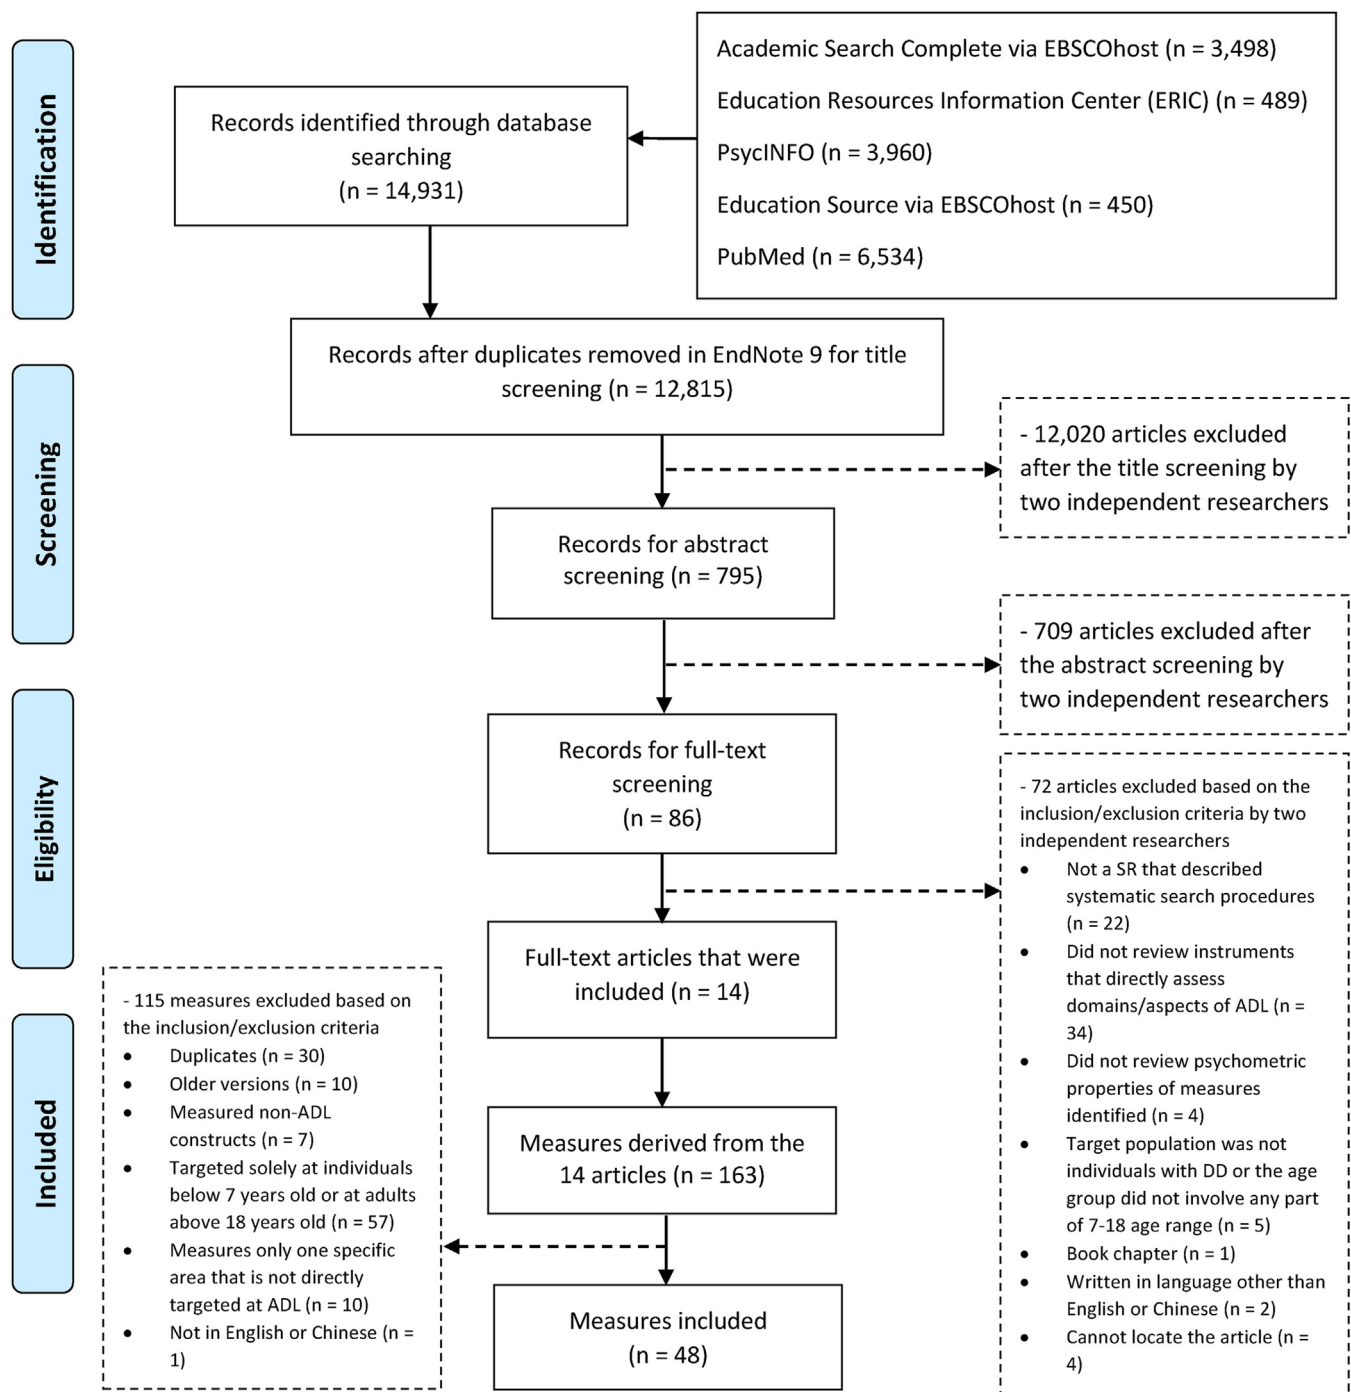 Identification
Academic Search Complete via EBSCOhost (n = 3,498)
Education Resources Information Center (ERIC) (n = 489)
PsycINFO (n = 3,960)
Education Source via EBSCOhost (n = 450)
PubMed (n = 6,534)
Records identified through database
searching
(n = 14,931)
Records after duplicates removed in EndNote 9 for title
screening (n = 12,815)
Screening
- 12,020 articles excluded
after the title screening by
two independent researchers
Records for abstract
screening (n = 795)
- 709 articles excluded after
the abstract screening by
two independent researchers
Eligibility
Records for full-text
screening
(n = 86)
- 72 articles excluded based on the
inclusion/exclusion criteria by two
independent researchers
• Not a SR that described
systematic search procedures
(n = 22)
• Did not review instruments
that directly assess
domains/aspects of ADL (n =
34)
• Did not review psychometric
properties of measures
identified (n = 4)
• Target population was not
individuals with DD or the age
group did not involve any part
of 7-18 age range (n = 5)
• Book chapter (n = 1)
• Written in language other than
English or Chinese (n = 2)
• Cannot locate the article (n =
4)
Full-text articles that were
included (n = 14)
Included
Measures derived from the
14 articles (n = 163)
- 115 measures excluded based on
the inclusion/exclusion criteria
• Duplicates (n = 30)
• Older versions (n = 10)
• Measured non-ADL
constructs (n = 7)
• Targeted solely at individuals
below 7 years old or at adults
above 18 years old (n = 57)
• Measures only one specific
area that is not directly
targeted at ADL (n = 10)
• Not in English or Chinese (n =
1)
Measures included
(n = 48)